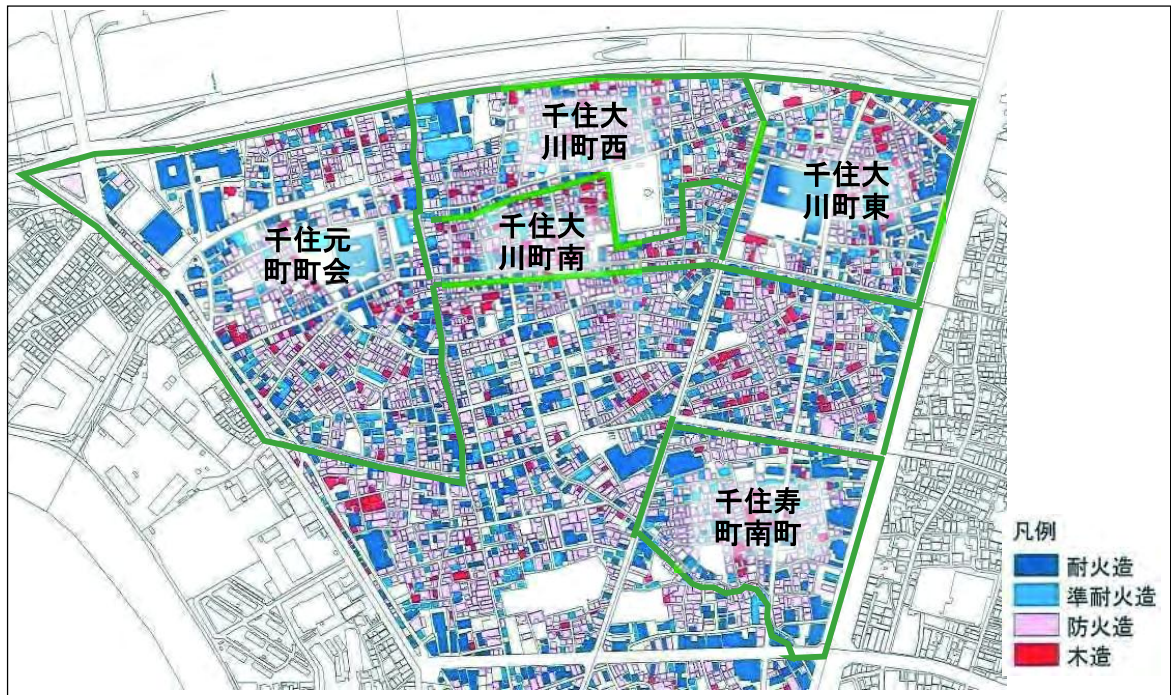 千住大
川町西
千住大
川町東
千住元
町町会
千住大
川町南
千住寿
町南町
凡例
耐火造
準耐火造
防火造
木造